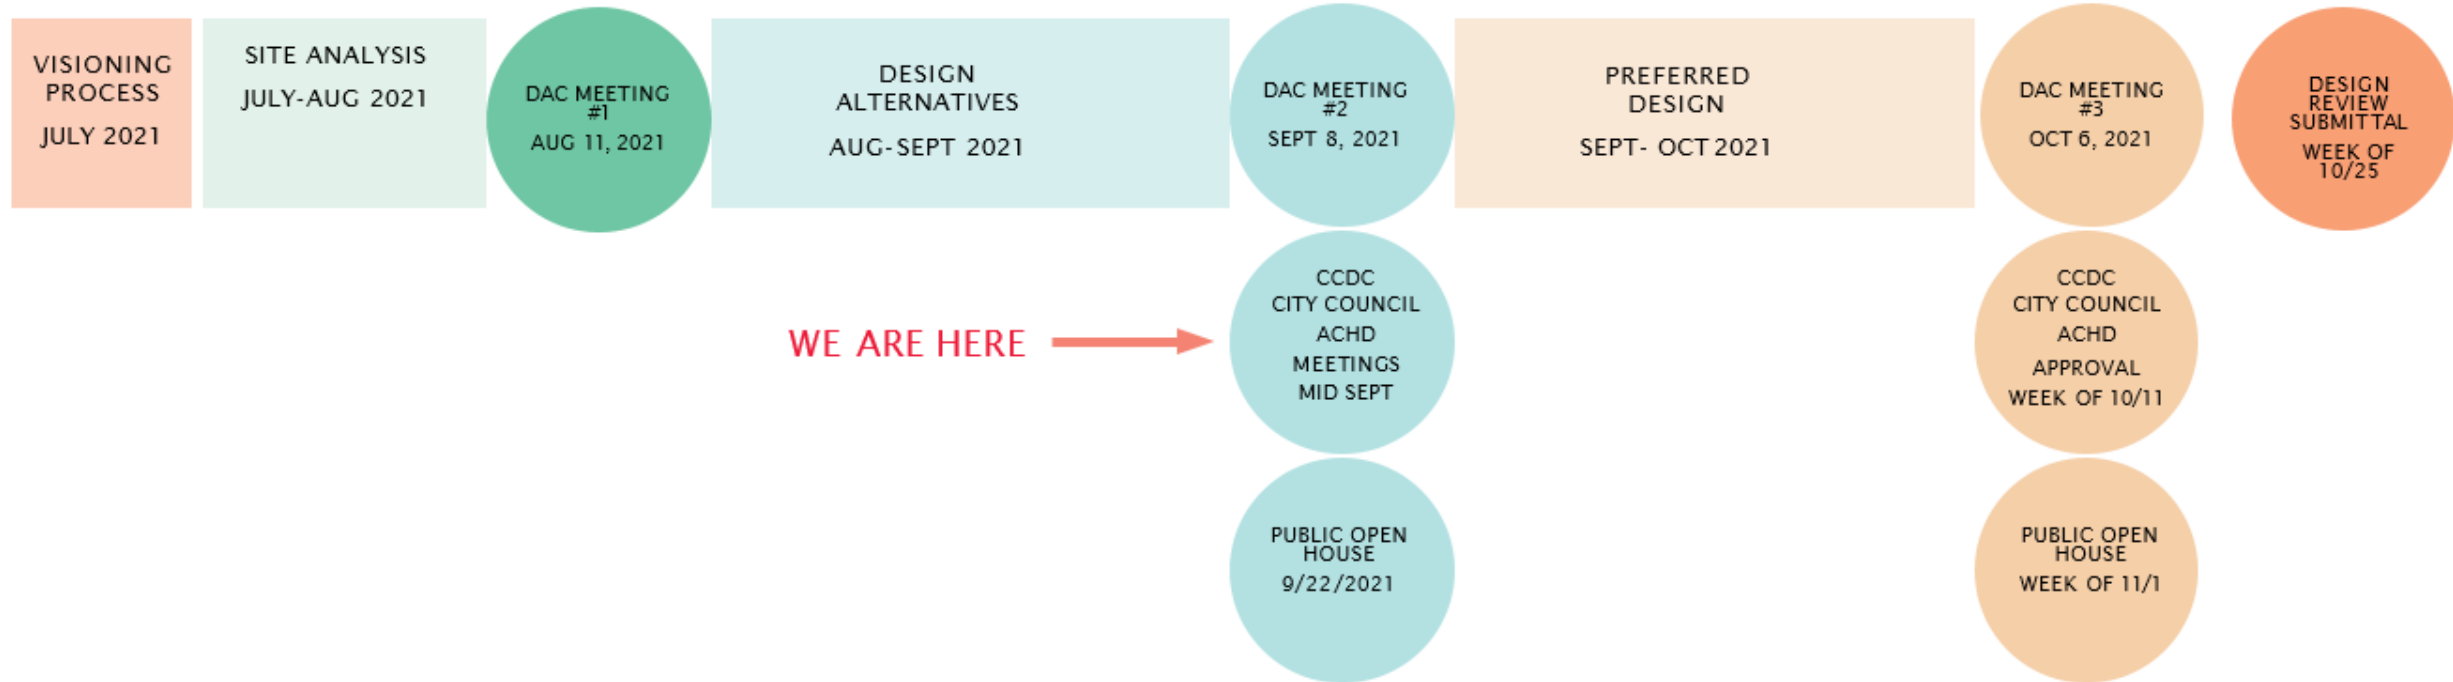 VISIONING
PROCESS
JULY 2021
SITE ANALYSIS
JULY-AUG 2021
DAC MEETING
#1
AUG 11, 2021
DESIGN
ALTERNATIVES
AUG-SEPT 2021
DAC MEETING
#2
SEPT 8, 2021
PREFERRED
DESIGN
SEPT- OCT 2021
DAC MEETING
#3
OCT 6, 2021
DESIGN
REVIEW
SUBMITTAL
WEEK OF
10/25
WE ARE HERE
CCDC
CITY COUNCIL
ACHD
MEETINGS
MID SEPT
CCDC
CITY COUNCIL
ACHD
APPROVAL
WEEK OF 10/11
PUBLIC OPEN
HOUSE
9/22/2021
PUBLIC OPEN
HOUSE
WEEK OF 11/1